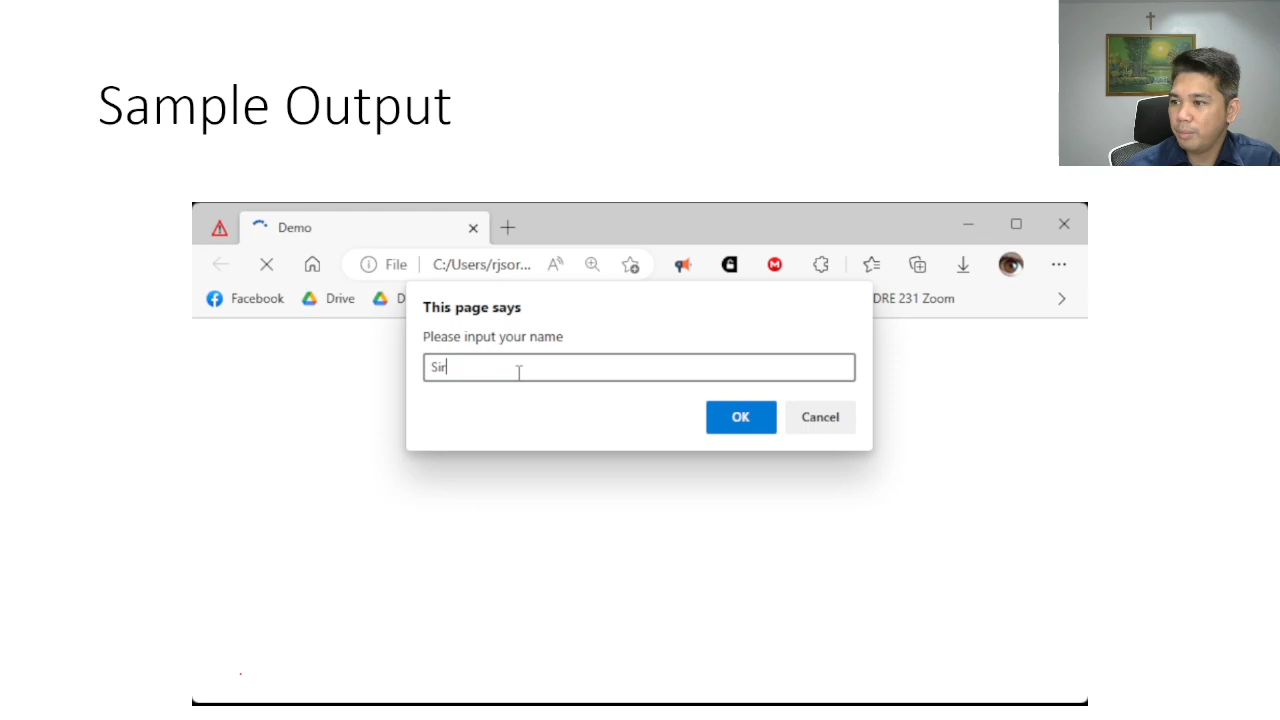 Sample Output
Demo
File C:/Users/rjsor...
Facebook Drive D DRE 231 Zoom
This page says
Please input your name
Sir
OK Cancel